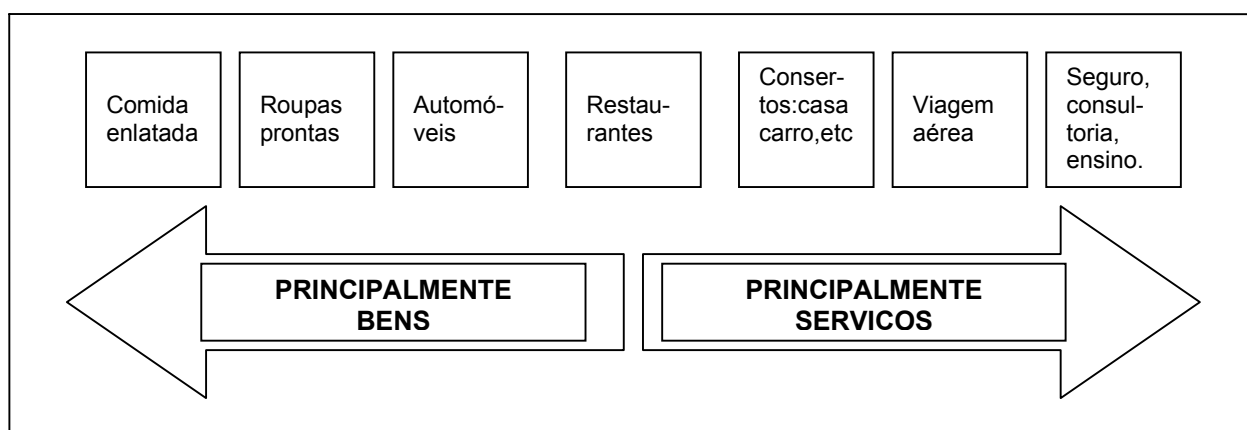 Comida
enlatada
Roupas
prontas
Automó-
veis
Restau-
rantes
Conser-
tos:casa
carro,etc
Viagem
aérea
Seguro,
consul-
toria,
ensino.
PRINCIPALMENTE
BENS
PRINCIPALMENTE
SERVICOS